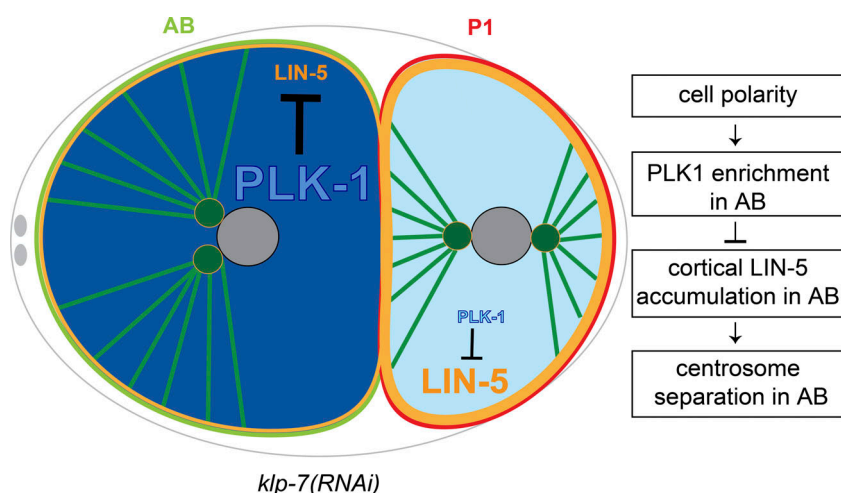 AB
P1
LIN-5
PLK-1
PLK-1
LIN-5
klp-7(RNAi)
cell polarity
PLK1 enrichment
in AB
cortical LIN-5
accumulation in AB
centrosome
separation in AB